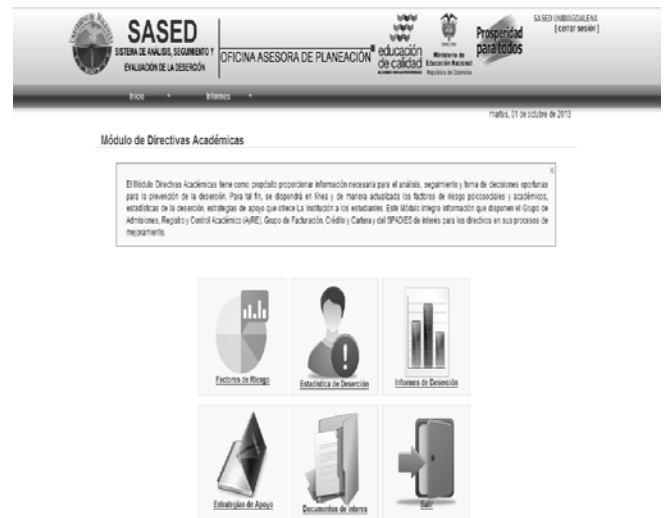 SASED
SISTEMA DE ANÁLISIS, SEGUIMIENTO Y
EVALUACIÓN DE LA DESERCIÓN
OFICINA ASESORA DE PLANEACIÓN
educación
de calidad
Ministerio de
Educación Nacional
República de Colombia
Prosperidad
para todos
SASED UNIMAGDALENA
[ cerrar sesión ]
Inicio
Informes
martes, 01 de octubre de 2013
Módulo de Directivas Académicas
X
El Módulo Directivas Académicas tiene como propósito proporcionar información necesaria para el análisis, seguimiento y toma de decisiones oportunas
para la prevención de la deserción. Para tal fin, se dispondrá en línea y de manera actualizada los factores de riesgo psicosociales y académicos,
estadísticas de la deserción, estrategias de apoyo que ofrece La Institución a los estudiantes. Este Módulo integra información que disponen el Grupo de
Admisiones, Registro y Control Académico (AyRE), Grupo de Facturación, Crédito y Cartera y del SPADIES de interés para los directivos en sus procesos de
mejoramiento.
Factores de Riesgo
Estadística de Deserción
Informes de Deserción
Estrategias de Apoyo
Documentos de interes
Salir